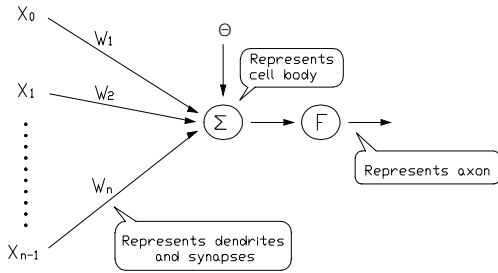 X0
W1
Θ
Represents
cell body
X1
W2
Σ
F
Represents axon
Wn
Represents dendrites
and synapses
Xn-1